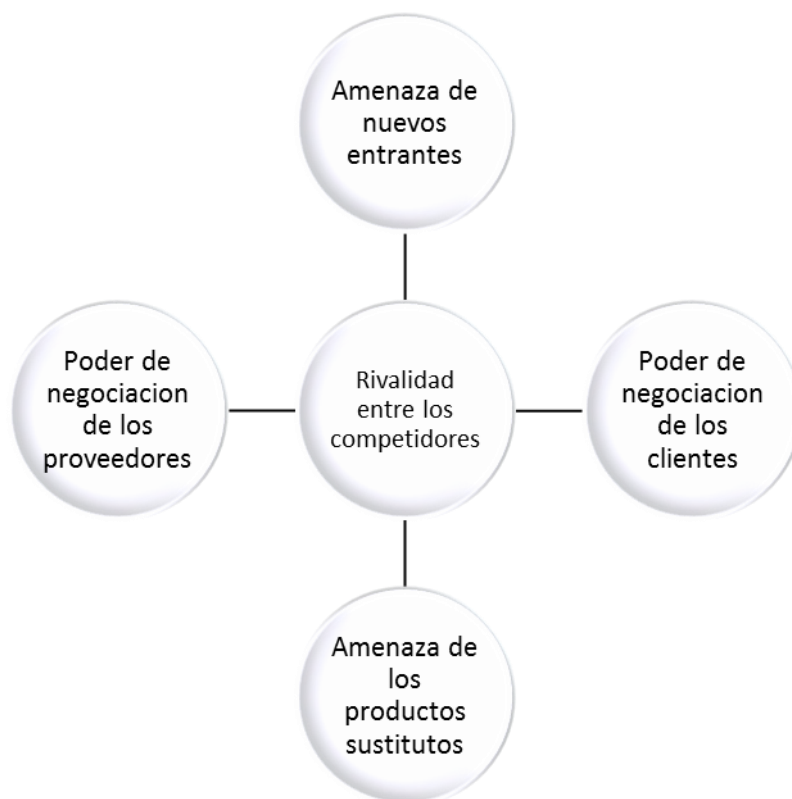 Amenaza de
nuevos
entrantes
Poder de
negociacion
de los
proveedores
Rivalidad
entre los
competidores
Poder de
negociacion
de los
clientes
Amenaza de
los
productos
sustitutos